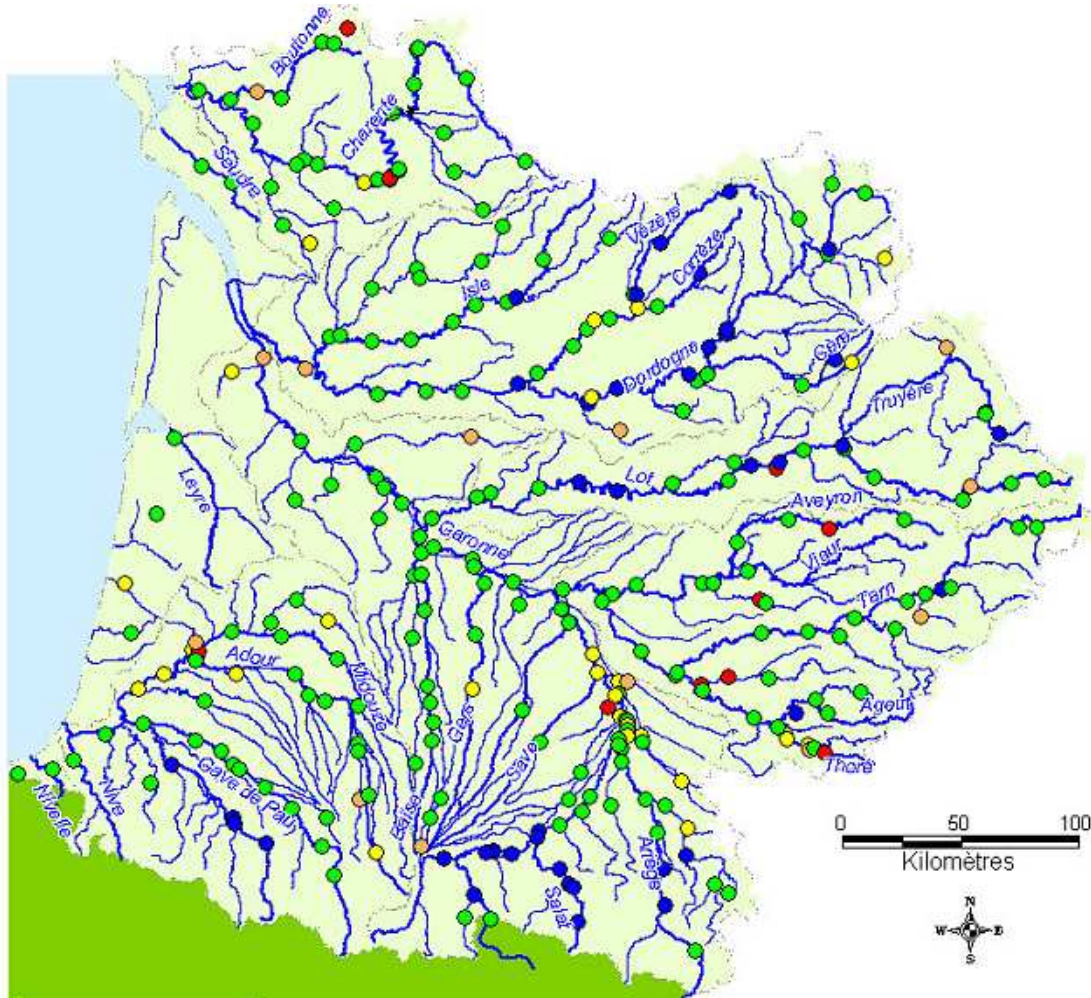 Boutonne
Charente
Seudre
Vézère
Corrèze
Isle
Dordogne
Cère
Truyère
Lot
Leyre
Aveyron
Garonne
Viaur
Tarn
Adour
Midouze
Gers
Agout
Save
Thoré
Gave de Pau
Nive
Nivelle
Baïse
Ariège
Salat
0 50 100
Kilomètres
N
W E
S